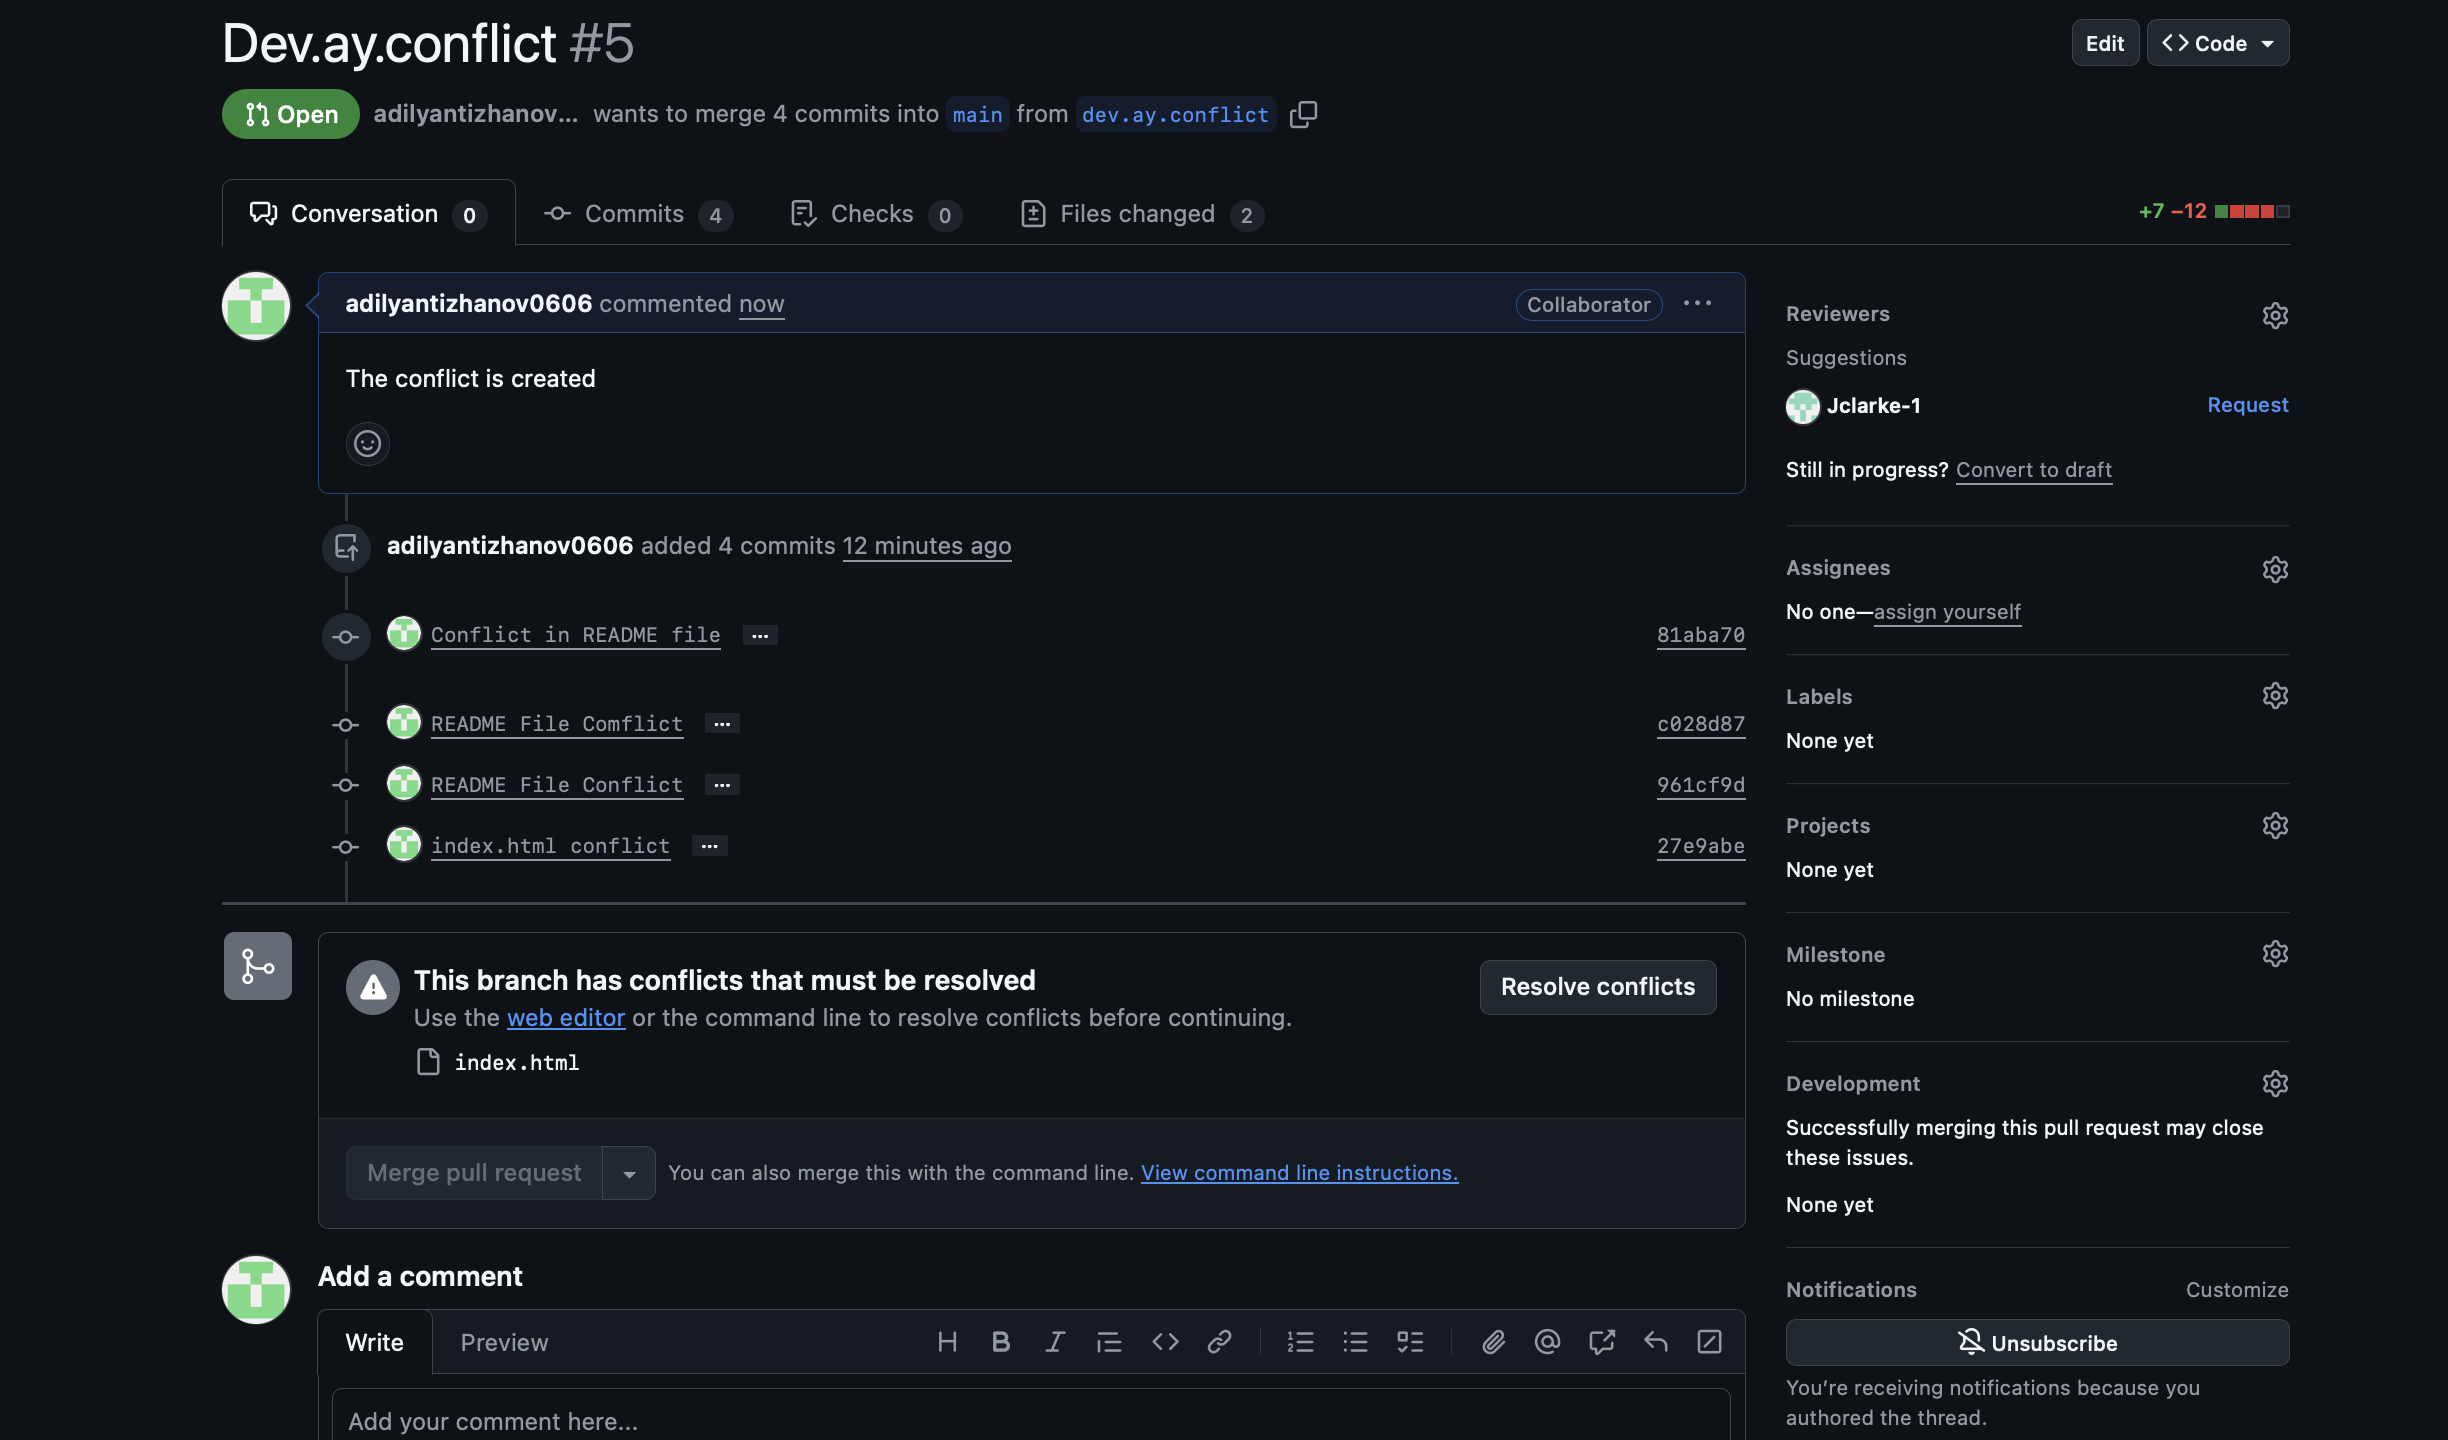 Dev.ay.conflict #5
Edit
Code
Open
adilyantizhanov... wants to merge 4 commits into main from dev.ay.conflict
Conversation 0
Commits 4
Checks 0
Files changed 2
+7 −12
adilyantizhanov0606 commented now
Collaborator
The conflict is created
adilyantizhanov0606 added 4 commits 12 minutes ago
Conflict in README file ... 81aba70
README File Comflict ... c028d87
README File Conflict ... 961cf9d
index.html conflict ... 27e9abe
This branch has conflicts that must be resolved
Use the web editor or the command line to resolve conflicts before continuing.
index.html
Resolve conflicts
Merge pull request
You can also merge this with the command line. View command line instructions.
Add a comment
Write
Preview
Add your comment here...
Reviewers
Suggestions
Jclarke-1
Request
Still in progress? Convert to draft
Assignees
No one—assign yourself
Labels
None yet
Projects
None yet
Milestone
No milestone
Development
Successfully merging this pull request may close
these issues.
None yet
Notifications
Customize
Unsubscribe
You’re receiving notifications because you
authored the thread.